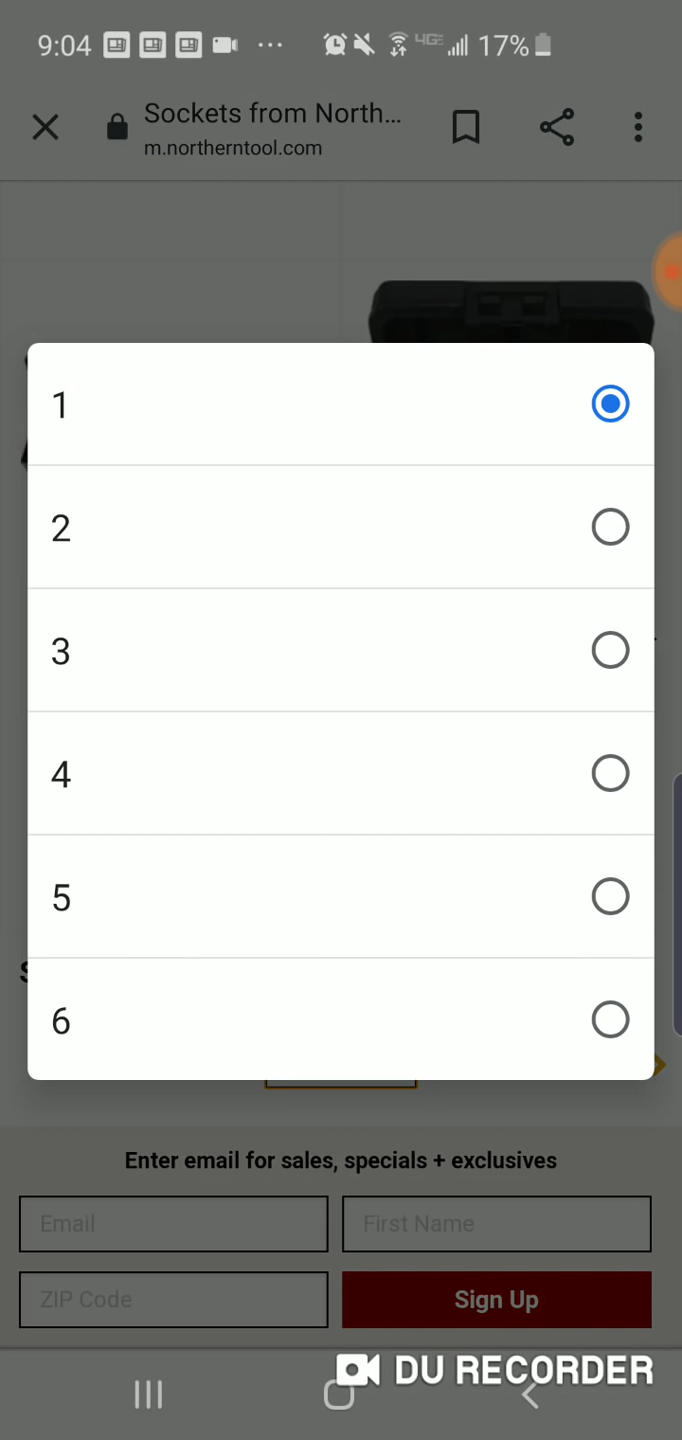 9:04
4GE
17%
Sockets from North...
m.northerntool.com
1
2
3
4
5
6
Enter email for sales, specials + exclusives
Email
First Name
ZIP Code
Sign Up
DU RECORDER